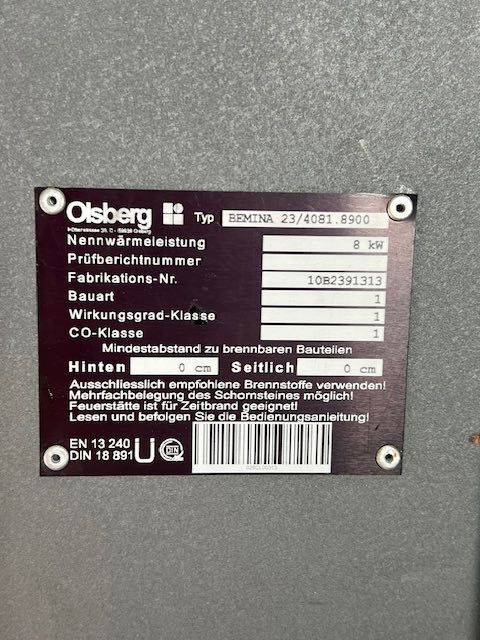 Olsberg Typ BEMINA 23/4081.8900
Nennwärmeleistung 8 kW
Prüfberichtnummer
Fabrikations-Nr. 10B2391313
Bauart 1
Wirkungsgrad-Klasse 1
CO-Klasse 1
Mindestabstand zu brennbaren Bauteilen
Hinten 0 cm Seitlich 0 cm
Ausschliesslich empfohlene Brennstoffe verwenden!
Mehrfachbelegung des Schornsteines möglich!
Feuerstätte ist für Zeitbrand geeignet!
Lesen und befolgen Sie die Bedienungsanleitung!
EN 13 240
DIN 18 891 Ü DIN